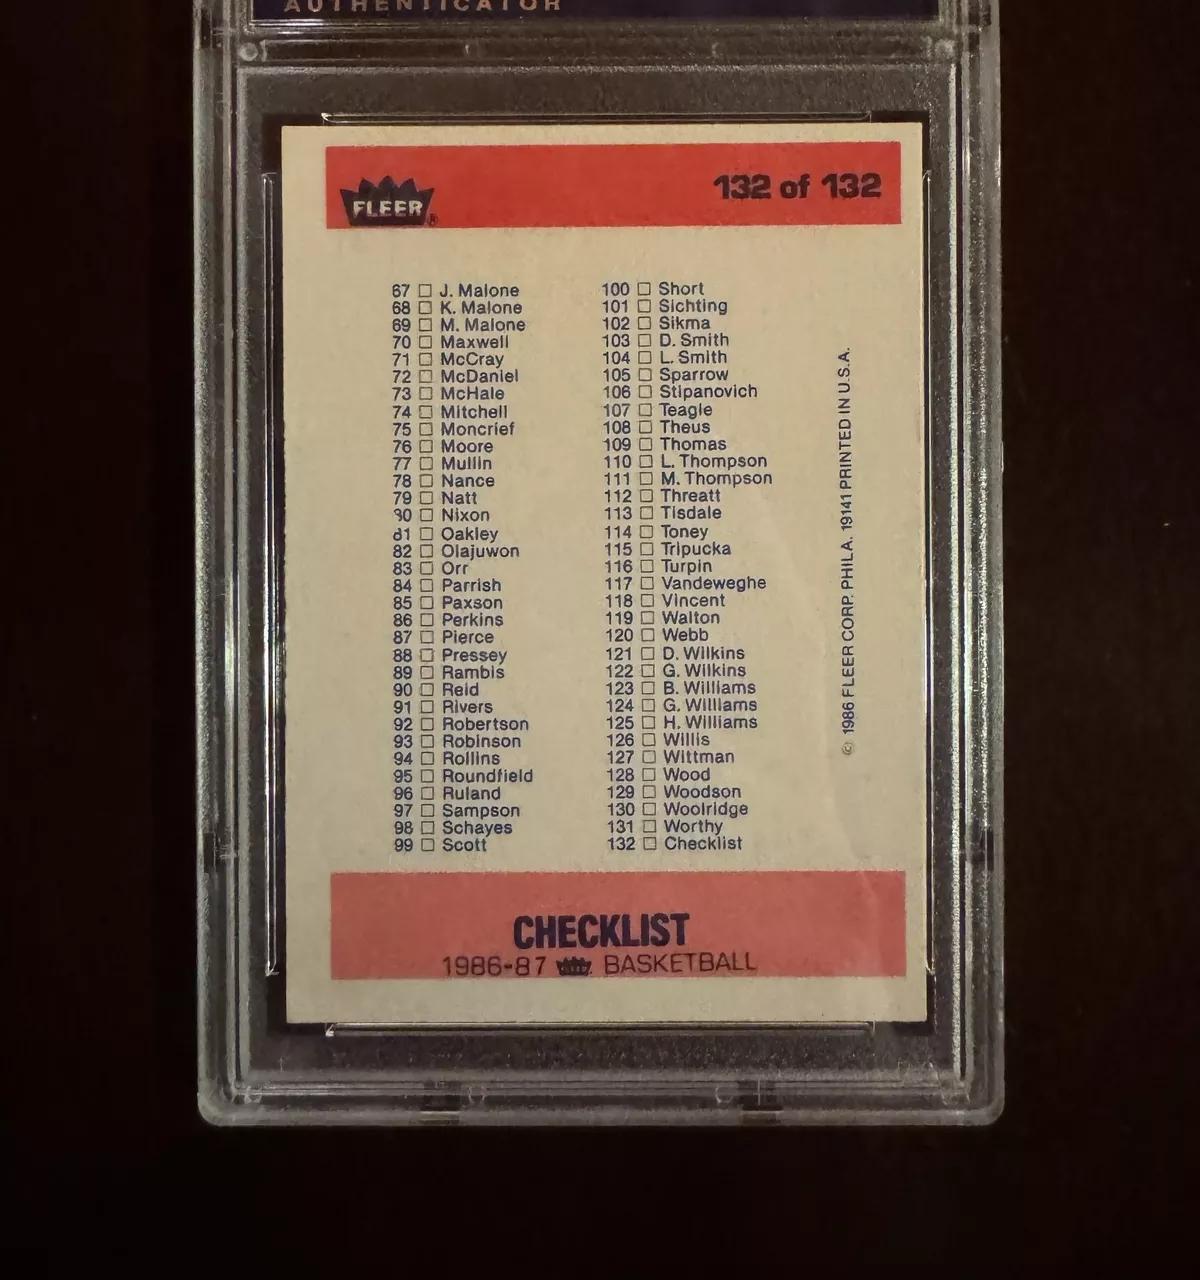 AUTHENTICATOR
FLEER®
132 of 132
67 □ J. Malone
68 □ K. Malone
69 □ M. Malone
70 □ Maxwell
71 □ McCray
72 □ McDaniel
73 □ McHale
74 □ Mitchell
75 □ Moncrief
76 □ Moore
77 □ Mullin
78 □ Nance
79 □ Natt
80 □ Nixon
81 □ Oakley
82 □ Olajuwon
83 □ Orr
84 □ Parrish
85 □ Paxson
86 □ Perkins
87 □ Pierce
88 □ Pressey
89 □ Rambis
90 □ Reid
91 □ Rivers
92 □ Robertson
93 □ Robinson
94 □ Rollins
95 □ Roundfield
96 □ Ruland
97 □ Sampson
98 □ Schayes
99 □ Scott
100 □ Short
101 □ Sichting
102 □ Sikma
103 □ D. Smith
104 □ L. Smith
105 □ Sparrow
106 □ Stipanovich
107 □ Teagle
108 □ Theus
109 □ Thomas
110 □ L. Thompson
111 □ M. Thompson
112 □ Threatt
113 □ Tisdale
114 □ Toney
115 □ Tripucka
116 □ Turpin
117 □ Vandeweghe
118 □ Vincent
119 □ Walton
120 □ Webb
121 □ D. Wilkins
122 □ G. Wilkins
123 □ B. Williams
124 □ G. Williams
125 □ H. Williams
126 □ Willis
127 □ Wittman
128 □ Wood
129 □ Woodson
130 □ Woolridge
131 □ Worthy
132 □ Checklist
© 1986 FLEER CORP. PHILA. 19141 PRINTED IN U.S.A.
CHECKLIST
1986-87 BASKETBALL